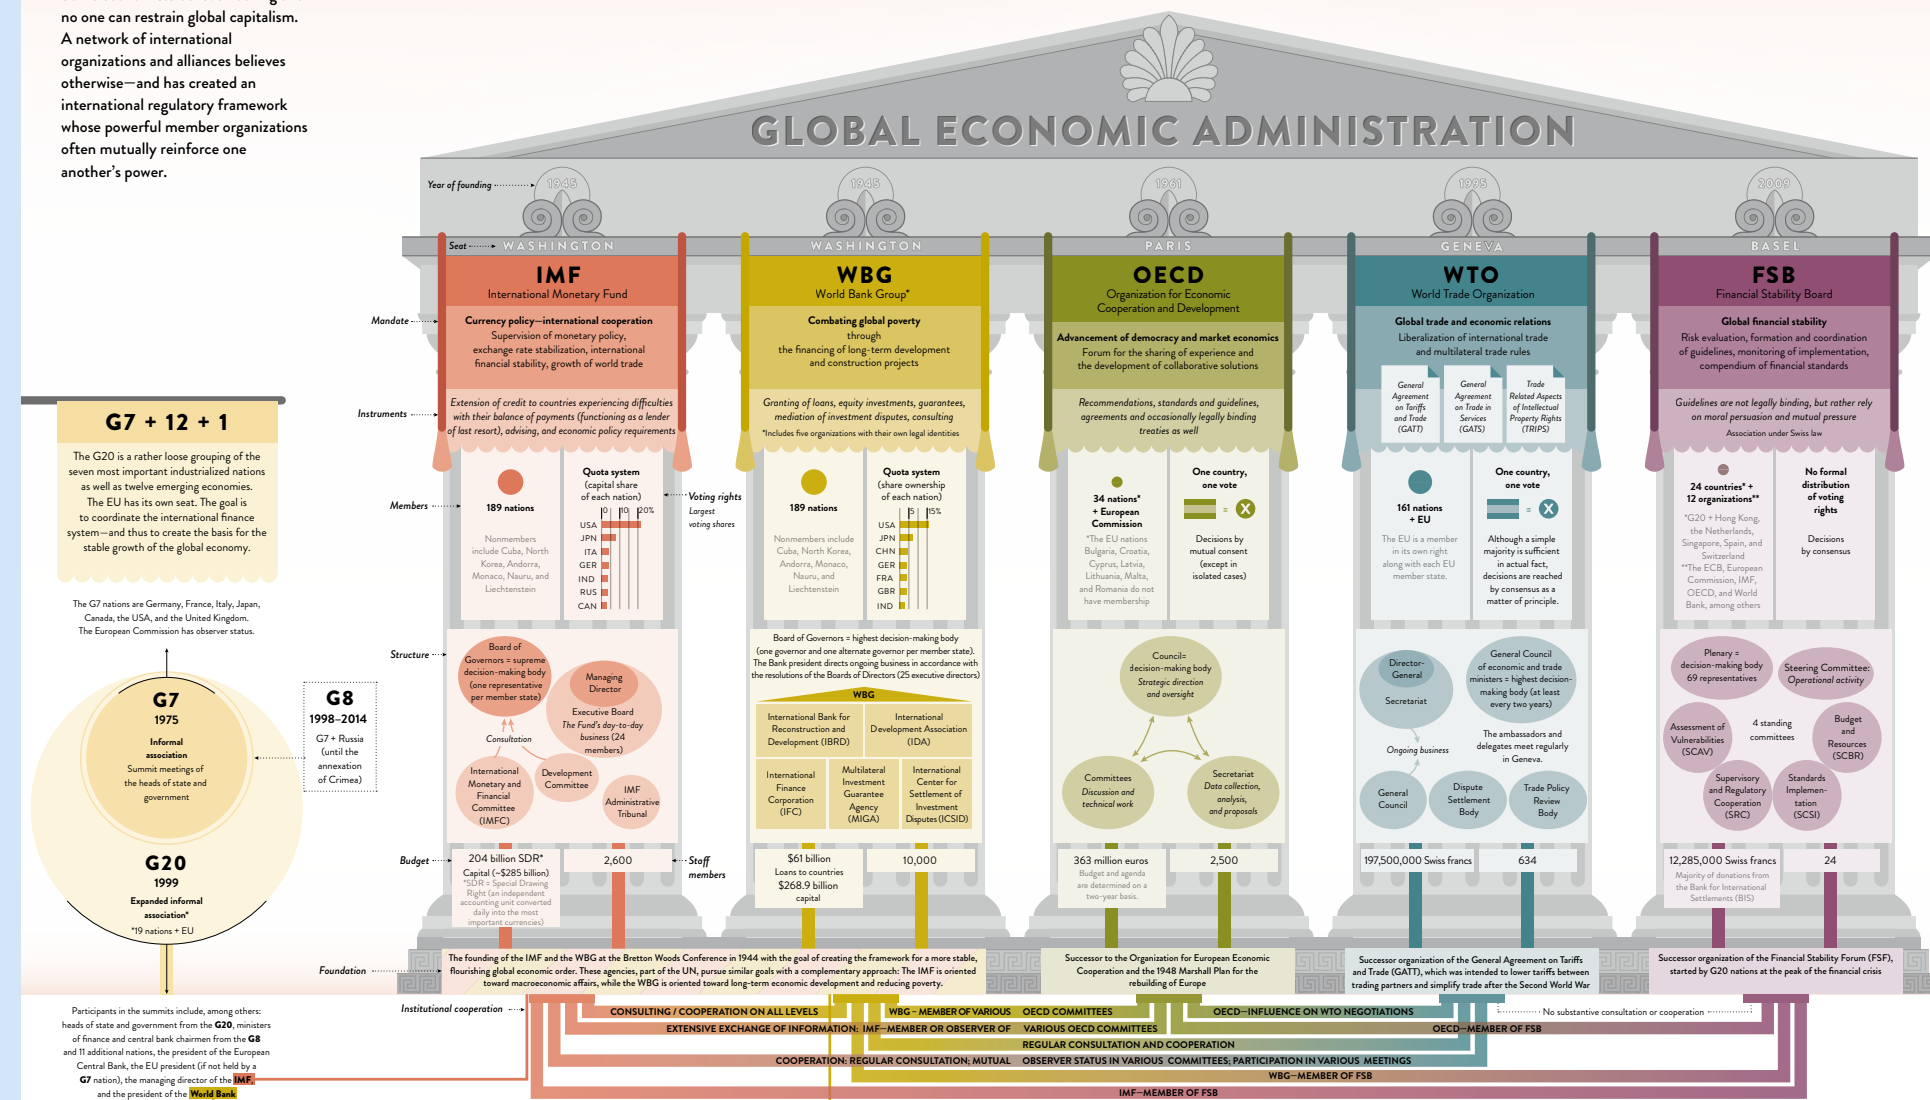 no one can restrain global capitalism.
A network of international
organizations and alliances believes
otherwise—and has created an
international regulatory framework
whose powerful member organizations
often mutually reinforce one
another's power.
GLOBAL ECONOMIC ADMINISTRATION
Year of founding
1945
1945
1961
1995
2009
Seat
WASHINGTON
WASHINGTON
PARIS
GENEVA
BASEL
IMF
International Monetary Fund
WBG
World Bank Group*
OECD
Organization for Economic
Cooperation and Development
WTO
World Trade Organization
FSB
Financial Stability Board
Mandate
Currency policy—international cooperation
Supervision of monetary policy,
exchange rate stabilization, international
financial stability, growth of world trade
Combating global poverty
through
the financing of long-term development
and construction projects
Advancement of democracy and market economies
Forum for the sharing of experience and
the development of collaborative solutions
Global trade and economic relations
Liberalization of international trade
and multilateral trade rules
Global financial stability
Risk evaluation, formation and coordination
of guidelines, monitoring of implementation,
compendium of financial standards
Instruments
Extension of credit to countries experiencing difficulties
with their balance of payments (functioning as a lender
of last resort), advising, and economic policy requirements
Granting of loans, equity investments, guarantees,
mediation of investment disputes, consulting
*Includes five organizations with their own legal identities
Recommendations, standards and guidelines,
agreements and occasionally legally binding
treaties as well
General
Agreement
on Tariffs
and Trade
(GATT)
General
Agreement
on Trade in
Services
(GATS)
Trade
Related Aspects
of Intellectual
Property Rights
(TRIPS)
Guidelines are not legally binding, but rather rely
on moral persuasion and mutual pressure
Association under Swiss law
G7 + 12 + 1
The G20 is a rather loose grouping of the
seven most important industrialized nations
as well as twelve emerging economies.
The EU has its own seat. The goal is
to coordinate the international finance
system—and thus to create the basis for the
stable growth of the global economy.
The G7 nations are Germany, France, Italy, Japan,
Canada, the USA, and the United Kingdom.
The European Commission has observer status.
G7
1975
Informal
association
Summit meetings of
the heads of state and
government
G8
1998–2014
G7 + Russia
(until the
annexation
of Crimea)
G20
1999
Expanded informal
association*
*19 nations + EU
Participants in the summits include, among others:
heads of state and government from the G20, ministers
of finance and central bank chairmen from the G8
and 11 additional nations, the president of the European
Central Bank, the EU president (if not held by a
G7 nation), the managing director of the IMF,
and the president of the World Bank
Members
189 nations
Nonmembers
include Cuba, North
Korea, Andorra,
Monaco, Nauru, and
Liechtenstein
Quota system
(capital share
of each nation)
0 10 20%
USA
JPN
ITA
GER
IND
RUS
CAN
Voting rights
Largest
voting shares
189 nations
Nonmembers include
Cuba, North Korea,
Andorra, Monaco,
Nauru, and
Liechtenstein
Quota system
(share ownership
of each nation)
5 15%
USA
JPN
CHN
GER
FRA
GBR
IND
34 nations*
+ European
Commission
*The EU nations
Bulgaria, Croatia,
Cyprus, Latvia,
Lithuania, Malta,
and Romania do not
have membership
One country,
one vote
= X
Decisions by
mutual consent
(except in
isolated cases)
161 nations
+ EU
The EU is a member
in its own right
along with each EU
member state.
One country,
one vote
= X
Although a simple
majority is sufficient
in actual fact,
decisions are reached
by consensus as a
matter of principle.
24 countries* +
12 organizations**
*G20 + Hong Kong,
the Netherlands,
Singapore, Spain, and
Switzerland
**The ECB, European
Commission, IMF,
OECD, and World
Bank, among others
No formal
distribution
of voting
rights
Decisions
by consensus
Structure
Board of
Governors = supreme
decision-making body
(one representative
per member state)
Managing
Director
Executive Board
The Fund's day-to-day
business (24
members)
Consultation
International
Monetary and
Financial
Committee
(IMFC)
Development
Committee
IMF
Administrative
Tribunal
Board of Governors = highest decision-making body
(one governor and one alternate governor per member state).
The Bank president directs ongoing business in accordance with
the resolutions of the Boards of Directors (25 executive directors)
WBG
International Bank for
Reconstruction and
Development (IBRD)
International
Development Association
(IDA)
International
Finance
Corporation
(IFC)
Multilateral
Investment
Guarantee
Agency
(MIGA)
International
Center for
Settlement of
Investment
Disputes (ICSID)
Council=
decision-making body
Strategic direction
and oversight
Committees
Discussion and
technical work
Secretariat
Data collection,
analysis,
and proposals
Director-
General
Secretariat
General Council
of economic and trade
ministers = highest decision-
making body (at least
every two years)
Ongoing business
The ambassadors and
delegates meet regularly
in Geneva.
General
Council
Dispute
Settlement
Body
Trade Policy
Review
Body
Plenary =
decision-making body
69 representatives
Steering Committee:
Operational activity
Assessment of
Vulnerabilities
(SCAV)
4 standing
committees
Budget
and
Resources
(SCBR)
Supervisory
and Regulatory
Cooperation
(SRC)
Standards
Implemen-
tation
(SCSI)
Budget
204 billion SDR*
Capital (~$285 billion)
*SDR = Special Drawing
Right (an independent
accounting unit converted
daily into the most
important currencies)
2,600
Staff
members
$61 billion
Loans to countries
$268.9 billion
capital
10,000
363 million euros
Budget and agenda
are determined on a
two-year basis.
2,500
197,500,000 Swiss francs
634
12,285,000 Swiss francs
Majority of donations from
the Bank for International
Settlements (BIS)
24
Foundation
The founding of the IMF and the WBG at the Bretton Woods Conference in 1944 with the goal of creating the framework for a more stable,
flourishing global economic order. These agencies, part of the UN, pursue similar goals with a complementary approach: The IMF is oriented
toward macroeconomic affairs, while the WBG is oriented toward long-term economic development and reducing poverty.
Successor to the Organization for European Economic
Cooperation and the 1948 Marshall Plan for the
rebuilding of Europe
Successor organization of the General Agreement on Tariffs
and Trade (GATT), which was intended to lower tariffs between
trading partners and simplify trade after the Second World War
Successor organization of the Financial Stability Forum (FSF),
started by G20 nations at the peak of the financial crisis
Institutional cooperation
CONSULTING / COOPERATION ON ALL LEVELS
WBG – MEMBER OF VARIOUS OECD COMMITTEES
OECD—INFLUENCE ON WTO NEGOTIATIONS
No substantive consultation or cooperation
EXTENSIVE EXCHANGE OF INFORMATION: IMF—MEMBER OR OBSERVER OF VARIOUS OECD COMMITTEES
OECD—MEMBER OF FSB
REGULAR CONSULTATION AND COOPERATION
COOPERATION: REGULAR CONSULTATION; MUTUAL OBSERVER STATUS IN VARIOUS COMMITTEES; PARTICIPATION IN VARIOUS MEETINGS
WBG—MEMBER OF FSB
IMF—MEMBER OF FSB